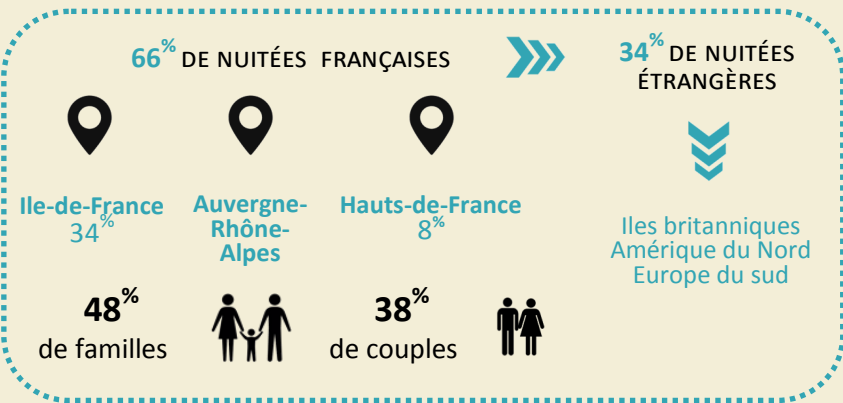 66% DE NUITÉES FRANÇAISES
34% DE NUITÉES
ÉTRANGÈRES
Ile-de-France
34%
Auvergne-
Rhône-
Alpes
Hauts-de-France
8%
Iles britanniques
Amérique du Nord
Europe du sud
48%
de familles
38%
de couples